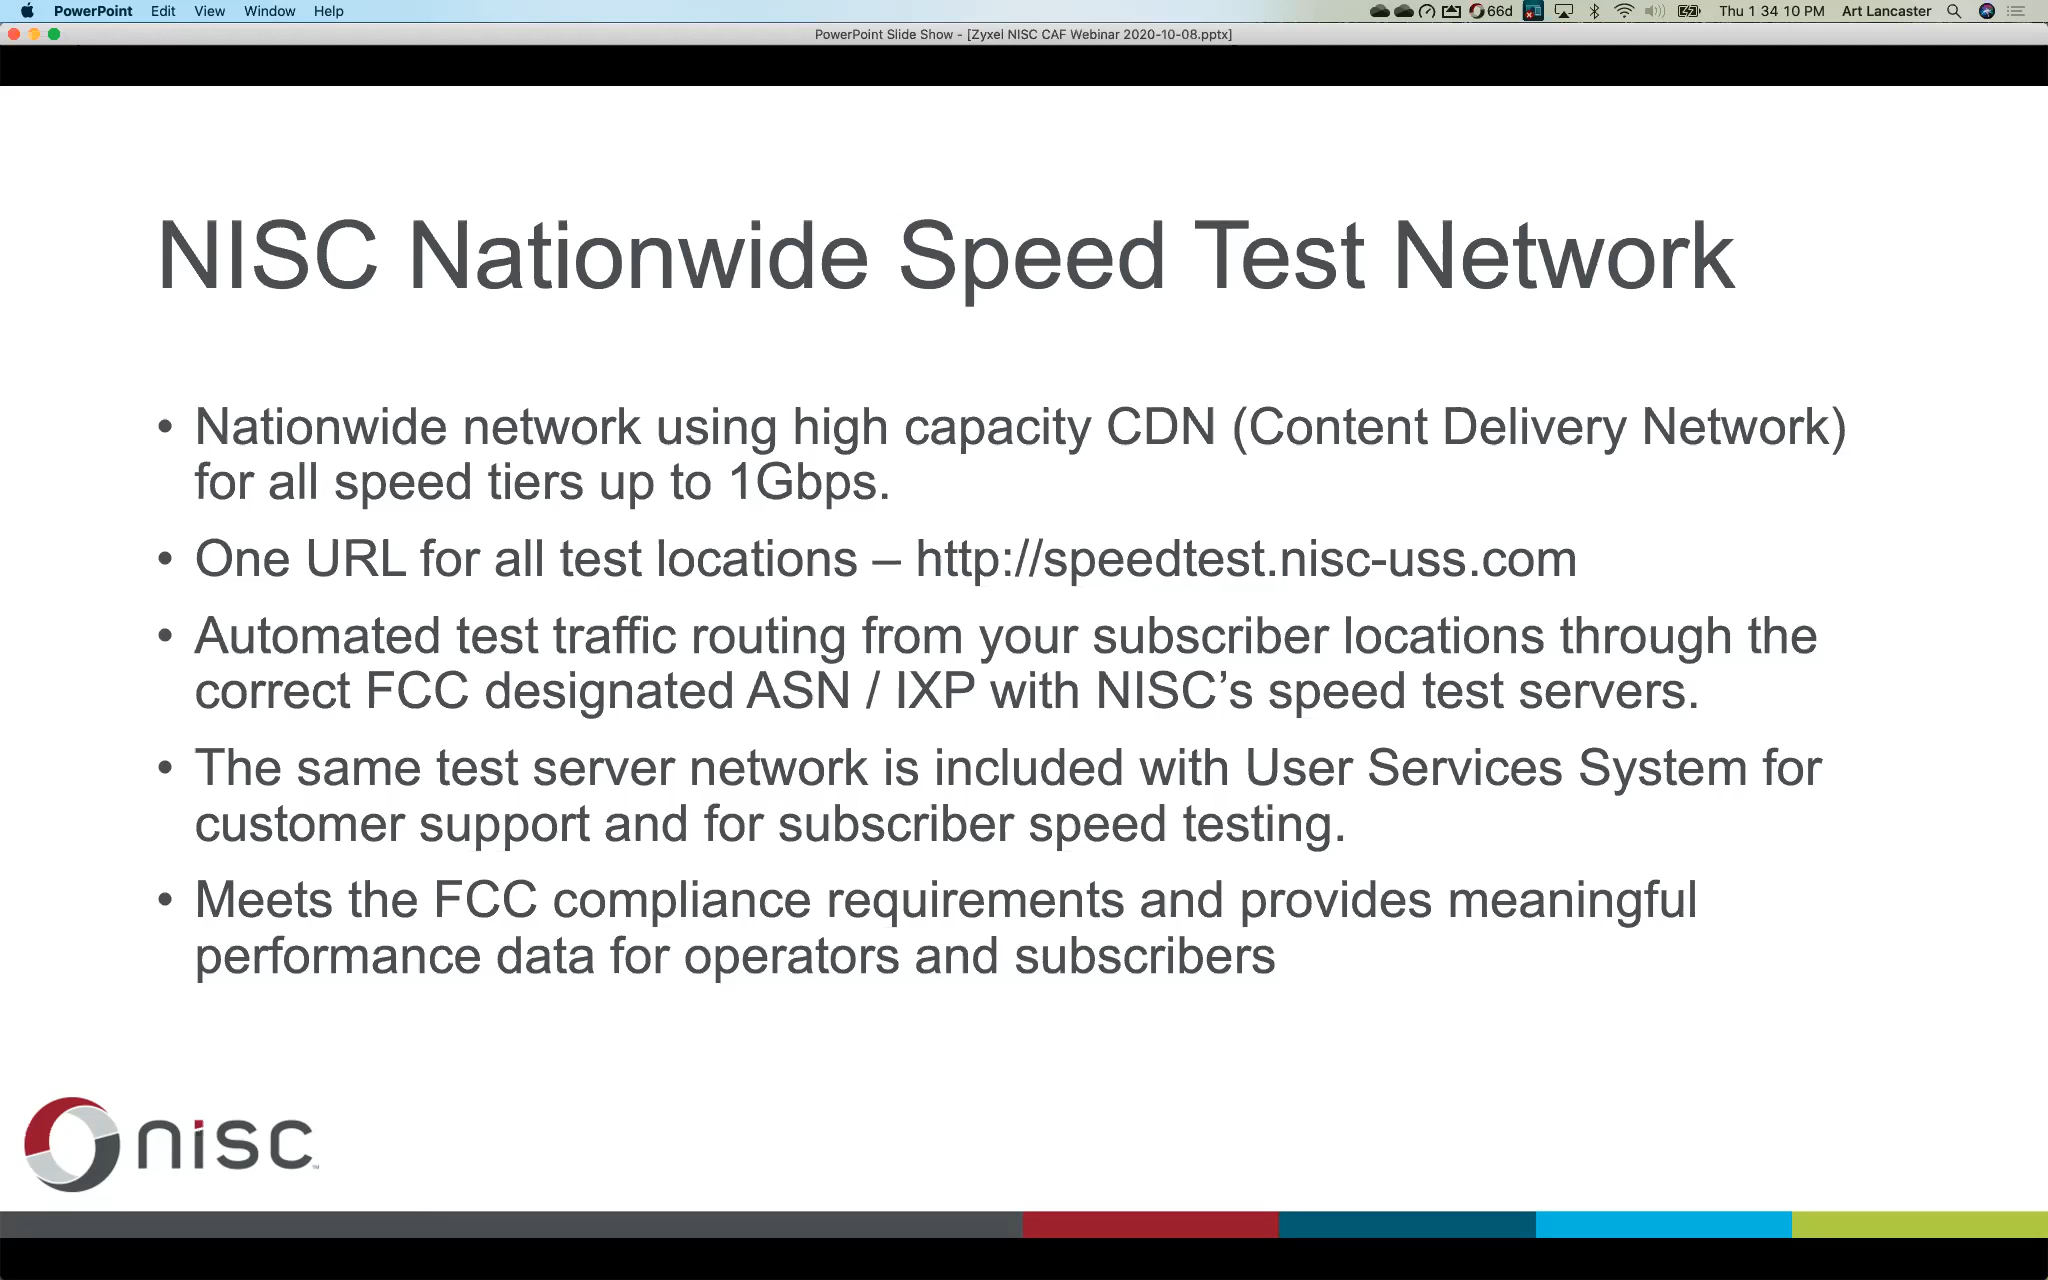 PowerPoint Edit View Window Help 66d Thu 1 34 10 PM Art Lancaster
PowerPoint Slide Show - [Zyxel NISC CAF Webinar 2020-10-08.pptx]
NISC Nationwide Speed Test Network
• Nationwide network using high capacity CDN (Content Delivery Network)
for all speed tiers up to 1Gbps.
• One URL for all test locations – http://speedtest.nisc-uss.com
• Automated test traffic routing from your subscriber locations through the
correct FCC designated ASN / IXP with NISC’s speed test servers.
• The same test server network is included with User Services System for
customer support and for subscriber speed testing.
• Meets the FCC compliance requirements and provides meaningful
performance data for operators and subscribers
nisc™